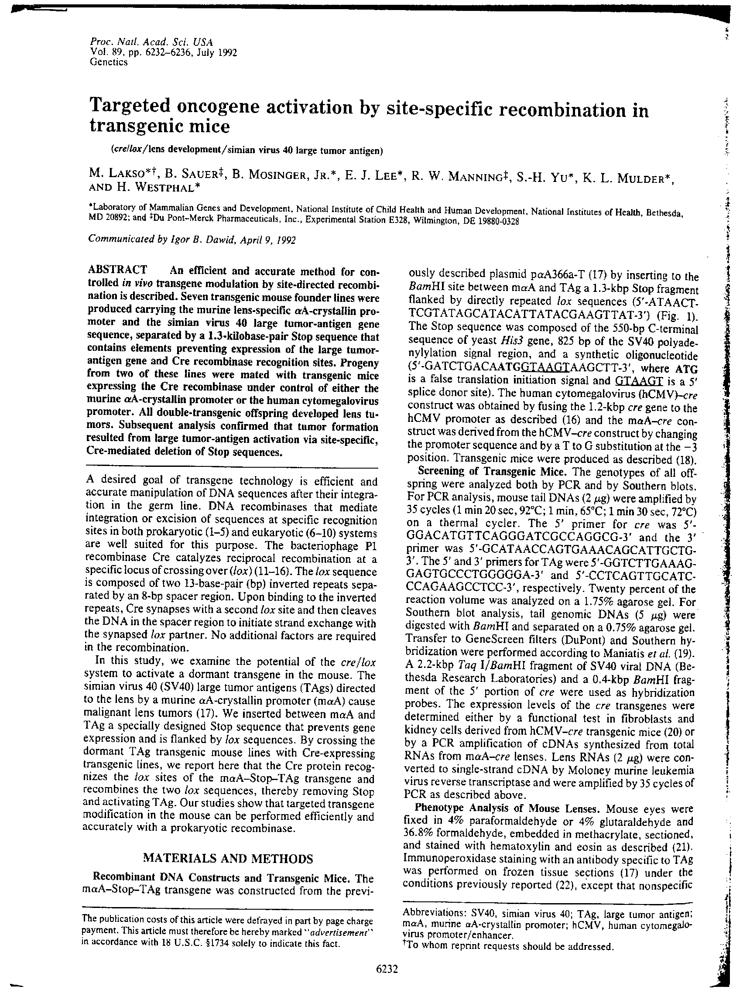 Proc. Natl. Acad. Sci. USA
Vol. 89, pp. 6232–6236, July 1992
Genetics
Targeted oncogene activation by site-specific recombination in
transgenic mice
(cre/lox/lens development/simian virus 40 large tumor antigen)
M. LAKSO*†, B. SAUER‡, B. MOSINGER, JR.*, E. J. LEE*, R. W. MANNING‡, S.-H. YU*, K. L. MULDER*,
AND H. WESTPHAL*
*Laboratory of Mammalian Genes and Development, National Institute of Child Health and Human Development, National Institutes of Health, Bethesda,
MD 20892; and ‡Du Pont–Merck Pharmaceuticals, Inc., Experimental Station E328, Wilmington, DE 19880-0328
Communicated by Igor B. Dawid, April 9, 1992
ABSTRACT An efficient and accurate method for con-
trolled in vivo transgene modulation by site-directed recombi-
nation is described. Seven transgenic mouse founder lines were
produced carrying the murine lens-specific αA-crystallin pro-
moter and the simian virus 40 large tumor-antigen gene
sequence, separated by a 1.3-kilobase-pair Stop sequence that
contains elements preventing expression of the large tumor-
antigen gene and Cre recombinase recognition sites. Progeny
from two of these lines were mated with transgenic mice
expressing the Cre recombinase under control of either the
murine αA-crystallin promoter or the human cytomegalovirus
promoter. All double-transgenic offspring developed lens tu-
mors. Subsequent analysis confirmed that tumor formation
resulted from large tumor-antigen activation via site-specific,
Cre-mediated deletion of Stop sequences.
A desired goal of transgene technology is efficient and
accurate manipulation of DNA sequences after their integra-
tion in the germ line. DNA recombinases that mediate
integration or excision of sequences at specific recognition
sites in both prokaryotic (1–5) and eukaryotic (6–10) systems
are well suited for this purpose. The bacteriophage P1
recombinase Cre catalyzes reciprocal recombination at a
specific locus of crossing over (lox) (11–16). The lox sequence
is composed of two 13-base-pair (bp) inverted repeats sepa-
rated by an 8-bp spacer region. Upon binding to the inverted
repeats, Cre synapses with a second lox site and then cleaves
the DNA in the spacer region to initiate strand exchange with
the synapsed lox partner. No additional factors are required
in the recombination.
In this study, we examine the potential of the cre/lox
system to activate a dormant transgene in the mouse. The
simian virus 40 (SV40) large tumor antigens (TAgs) directed
to the lens by a murine αA-crystallin promoter (mαA) cause
malignant lens tumors (17). We inserted between mαA and
TAg a specially designed Stop sequence that prevents gene
expression and is flanked by lox sequences. By crossing the
dormant TAg transgenic mouse lines with Cre-expressing
transgenic lines, we report here that the Cre protein recog-
nizes the lox sites of the mαA–Stop–TAg transgene and
recombines the two lox sequences, thereby removing Stop
and activating TAg. Our studies show that targeted transgene
modification in the mouse can be performed efficiently and
accurately with a prokaryotic recombinase.
MATERIALS AND METHODS
Recombinant DNA Constructs and Transgenic Mice. The
mαA–Stop–TAg transgene was constructed from the previ-
The publication costs of this article were defrayed in part by page charge
payment. This article must therefore be hereby marked "advertisement"
in accordance with 18 U.S.C. §1734 solely to indicate this fact.
ously described plasmid pαA366a-T (17) by inserting to the
BamHI site between mαA and TAg a 1.3-kbp Stop fragment
flanked by directly repeated lox sequences (5'-ATAACT-
TCGTATAGCATACATTATACGAAGTTAT-3') (Fig. 1).
The Stop sequence was composed of the 550-bp C-terminal
sequence of yeast His3 gene, 825 bp of the SV40 polyade-
nylylation signal region, and a synthetic oligonucleotide
(5'-GATCTGACAATGGTAAGTAAGCTT-3', where ATG
is a false translation initiation signal and GTAAGT is a 5'
splice donor site). The human cytomegalovirus (hCMV)–cre
construct was obtained by fusing the 1.2-kbp cre gene to the
hCMV promoter as described (16) and the mαA–cre con-
struct was derived from the hCMV–cre construct by changing
the promoter sequence and by a T to G substitution at the −3
position. Transgenic mice were produced as described (18).
Screening of Transgenic Mice. The genotypes of all off-
spring were analyzed both by PCR and by Southern blots.
For PCR analysis, mouse tail DNAs (2 μg) were amplified by
35 cycles (1 min 20 sec, 92°C; 1 min, 65°C; 1 min 30 sec, 72°C)
on a thermal cycler. The 5' primer for cre was 5'-
GGACATGTTCAGGGATCGCCAGGCG-3' and the 3'
primer was 5'-GCATAACCAGTGAAACAGCATTGCTG-
3'. The 5' and 3' primers for TAg were 5'-GGTCTTGAAAG-
GAGTGCCCTGGGGGA-3' and 5'-CCTCAGTTGCATC-
CCAGAAGCCTCC-3', respectively. Twenty percent of the
reaction volume was analyzed on a 1.75% agarose gel. For
Southern blot analysis, tail genomic DNAs (5 μg) were
digested with BamHI and separated on a 0.75% agarose gel.
Transfer to GeneScreen filters (DuPont) and Southern hy-
bridization were performed according to Maniatis et al. (19).
A 2.2-kbp Taq I/BamHI fragment of SV40 viral DNA (Be-
thesda Research Laboratories) and a 0.4-kbp BamHI frag-
ment of the 5' portion of cre were used as hybridization
probes. The expression levels of the cre transgenes were
determined either by a functional test in fibroblasts and
kidney cells derived from hCMV–cre transgenic mice (20) or
by a PCR amplification of cDNAs synthesized from total
RNAs from mαA–cre lenses. Lens RNAs (2 μg) were con-
verted to single-strand cDNA by Moloney murine leukemia
virus reverse transcriptase and were amplified by 35 cycles of
PCR as described above.
Phenotype Analysis of Mouse Lenses. Mouse eyes were
fixed in 4% paraformaldehyde or 4% glutaraldehyde and
36.8% formaldehyde, embedded in methacrylate, sectioned,
and stained with hematoxylin and eosin as described (21).
Immunoperoxidase staining with an antibody specific to TAg
was performed on frozen tissue sections (17) under the
conditions previously reported (22), except that nonspecific
Abbreviations: SV40, simian virus 40; TAg, large tumor antigen;
mαA, murine αA-crystallin promoter; hCMV, human cytomegalo-
virus promoter/enhancer.
†To whom reprint requests should be addressed.
6232